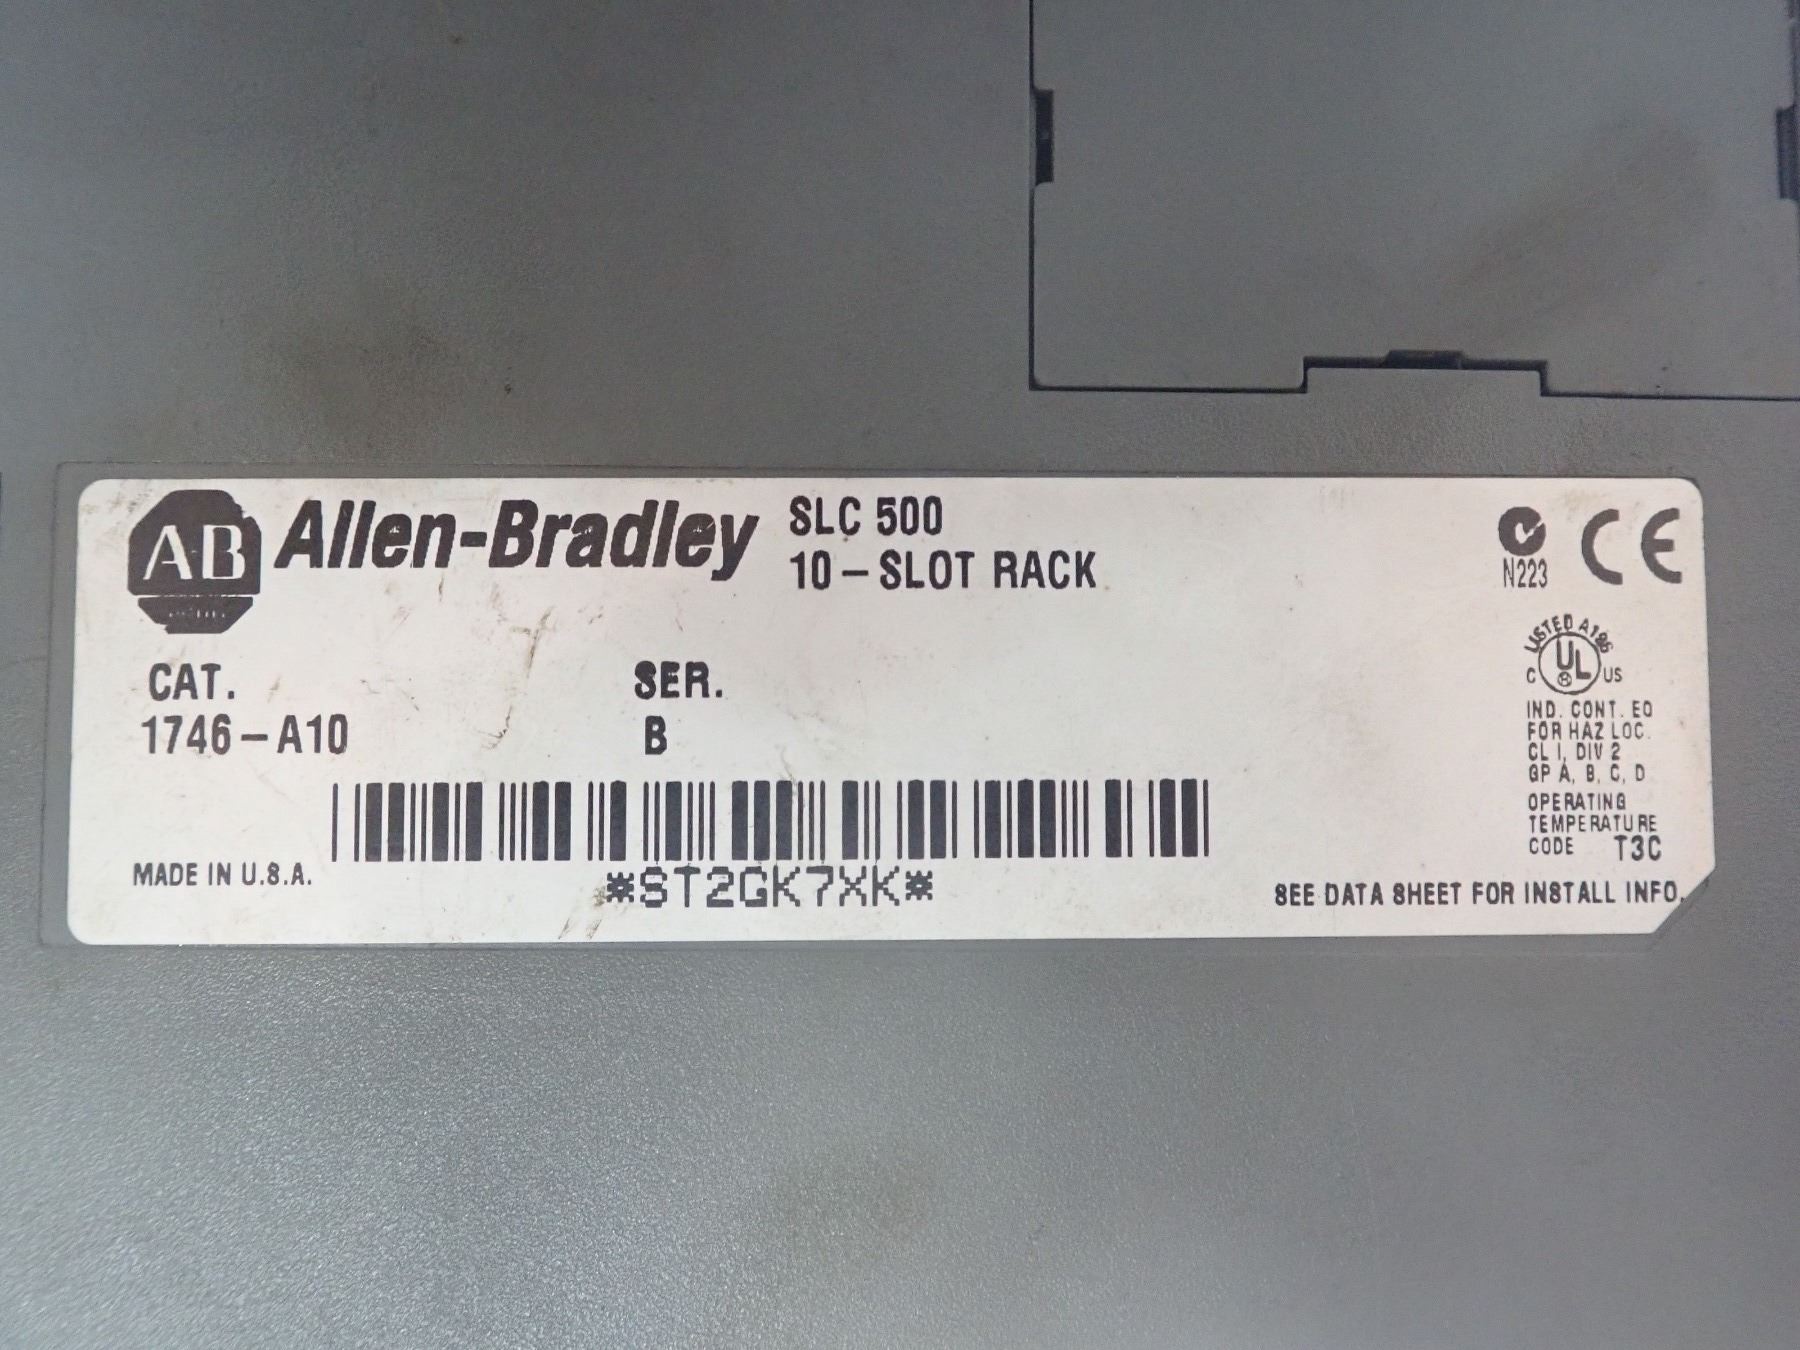 AB Allen-Bradley
SLC 500
10-SLOT RACK
N223 CE
LISTED A196
C UL US
CAT. SER.
1746-A10 B
IND. CONT. EQ
FOR HAZ LOC.
CL I, DIV 2
GP A, B, C, D
OPERATING
TEMPERATURE
CODE T3C
MADE IN U.S.A.
*ST2GK7XK*
SEE DATA SHEET FOR INSTALL INFO.